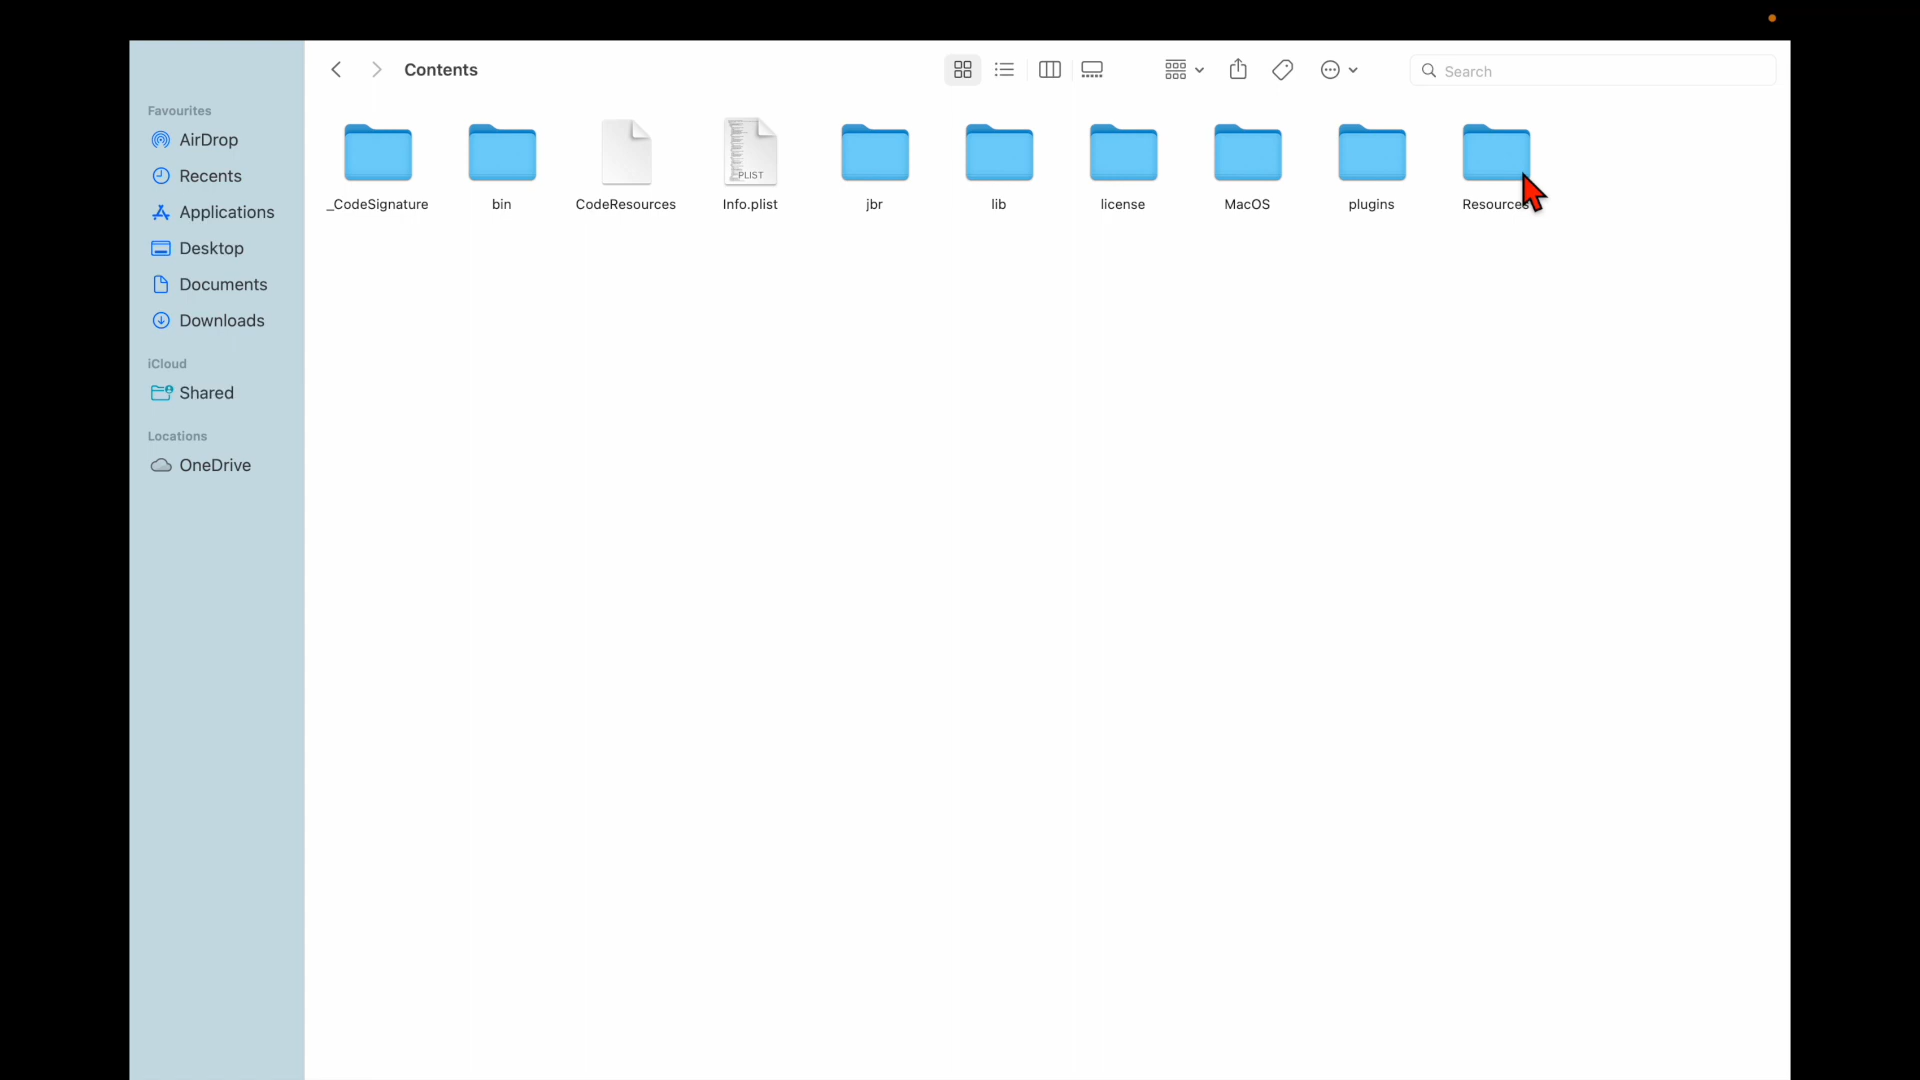 Contents
Search
Favourites
AirDrop
Recents
Applications
Desktop
Documents
Downloads
iCloud
Shared
Locations
OneDrive
_CodeSignature
bin
CodeResources
PLIST
Info.plist
jbr
lib
license
MacOS
plugins
Resources